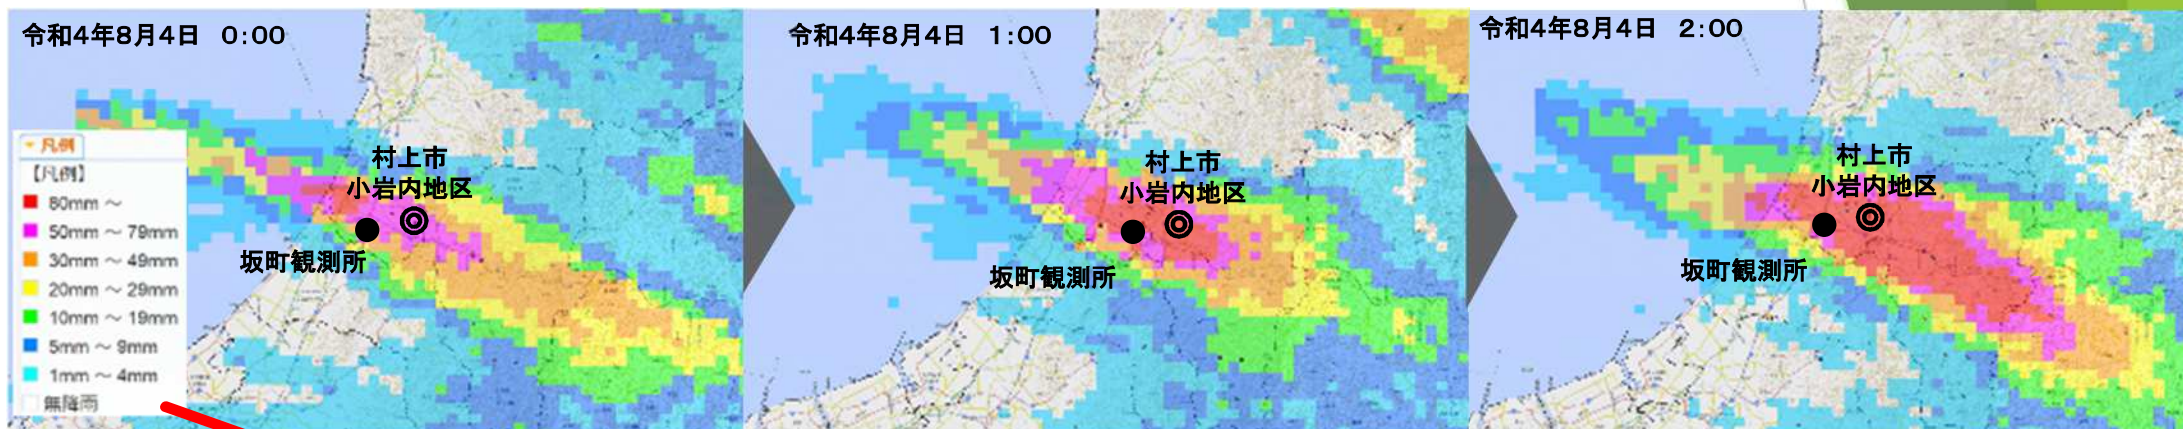 令和4年8月4日　0:00
村上市
小岩内地区
坂町観測所
▼ 凡例
【凡例】
80mm ～
50mm ～ 79mm
30mm ～ 49mm
20mm ～ 29mm
10mm ～ 19mm
5mm ～ 9mm
1mm ～ 4mm
無降雨
令和4年8月4日　1:00
村上市
小岩内地区
坂町観測所
令和4年8月4日　2:00
村上市
小岩内地区
坂町観測所